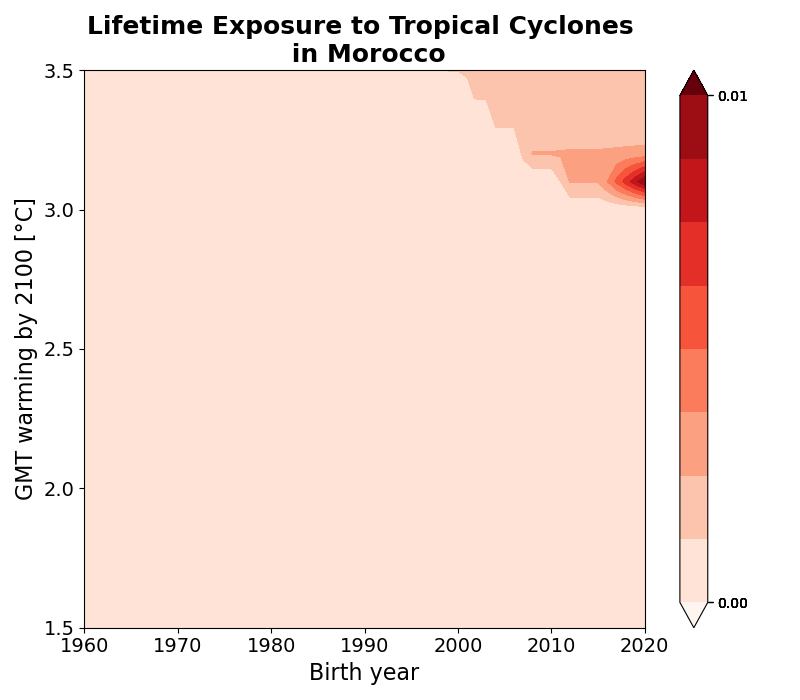 Lifetime Exposure to Tropical Cyclones
in Morocco
3.5
3.0
2.5
2.0
1.5
GMT warming by 2100 [°C]
1960 1970 1980 1990 2000 2010 2020
Birth year
0.01
0.00